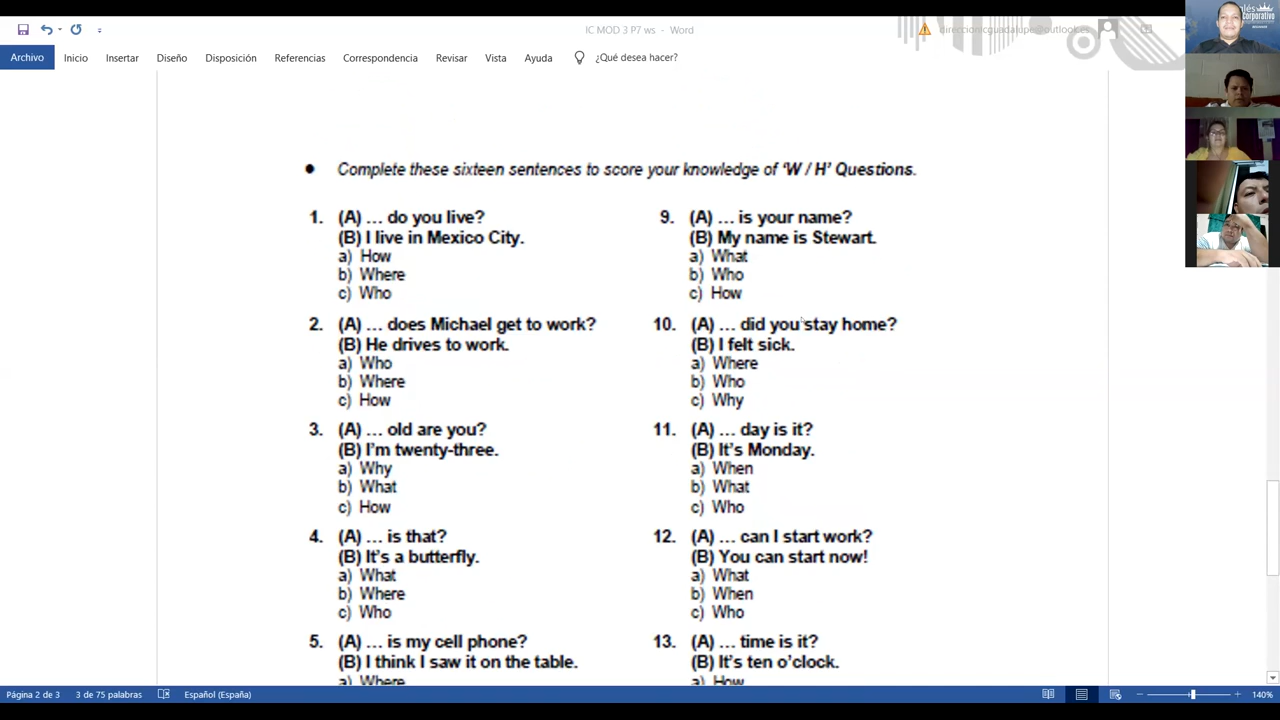 IC MOD 3 P7 ws - Word
direccionicguadalupe@outlook.es
Archivo Inicio Insertar Diseño Disposición Referencias Correspondencia Revisar Vista Ayuda ¿Qué desea hacer?
Complete these sixteen sentences to score your knowledge of 'W / H' Questions.
1. (A) … do you live?
(B) I live in Mexico City.
a) How
b) Where
c) Who
2. (A) … does Michael get to work?
(B) He drives to work.
a) Who
b) Where
c) How
3. (A) … old are you?
(B) I'm twenty-three.
a) Why
b) What
c) How
4. (A) … is that?
(B) It's a butterfly.
a) What
b) Where
c) Who
5. (A) … is my cell phone?
(B) I think I saw it on the table.
a) Where
9. (A) … is your name?
(B) My name is Stewart.
a) What
b) Who
c) How
10. (A) … did you stay home?
(B) I felt sick.
a) Where
b) Who
c) Why
11. (A) … day is it?
(B) It's Monday.
a) When
b) What
c) Who
12. (A) … can I start work?
(B) You can start now!
a) What
b) When
c) Who
13. (A) … time is it?
(B) It's ten o'clock.
a) How
Página 2 de 3 3 de 75 palabras Español (España) 140%